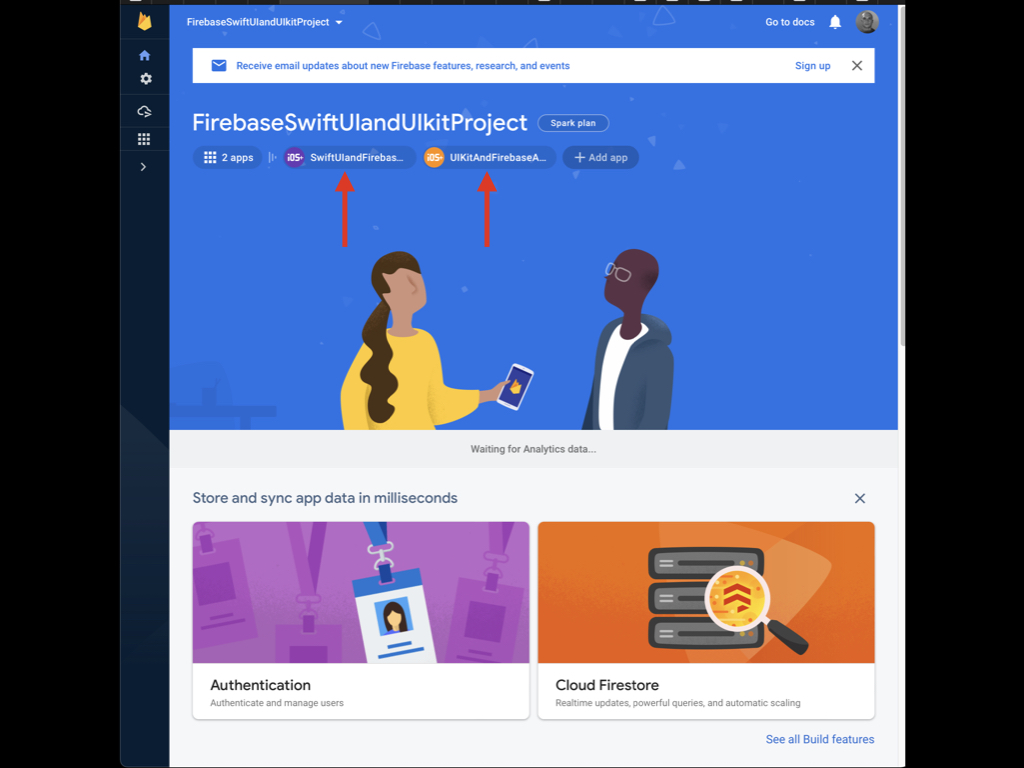 FirebaseSwiftUIandUIkitProject
Go to docs
Receive email updates about new Firebase features, research, and events
Sign up
FirebaseSwiftUIandUIkitProject
Spark plan
2 apps
iOS+
SwiftUIandFirebas...
iOS+
UIKitAndFirebaseA...
Add app
Waiting for Analytics data...
Store and sync app data in milliseconds
Authentication
Authenticate and manage users
Cloud Firestore
Realtime updates, powerful queries, and automatic scaling
See all Build features